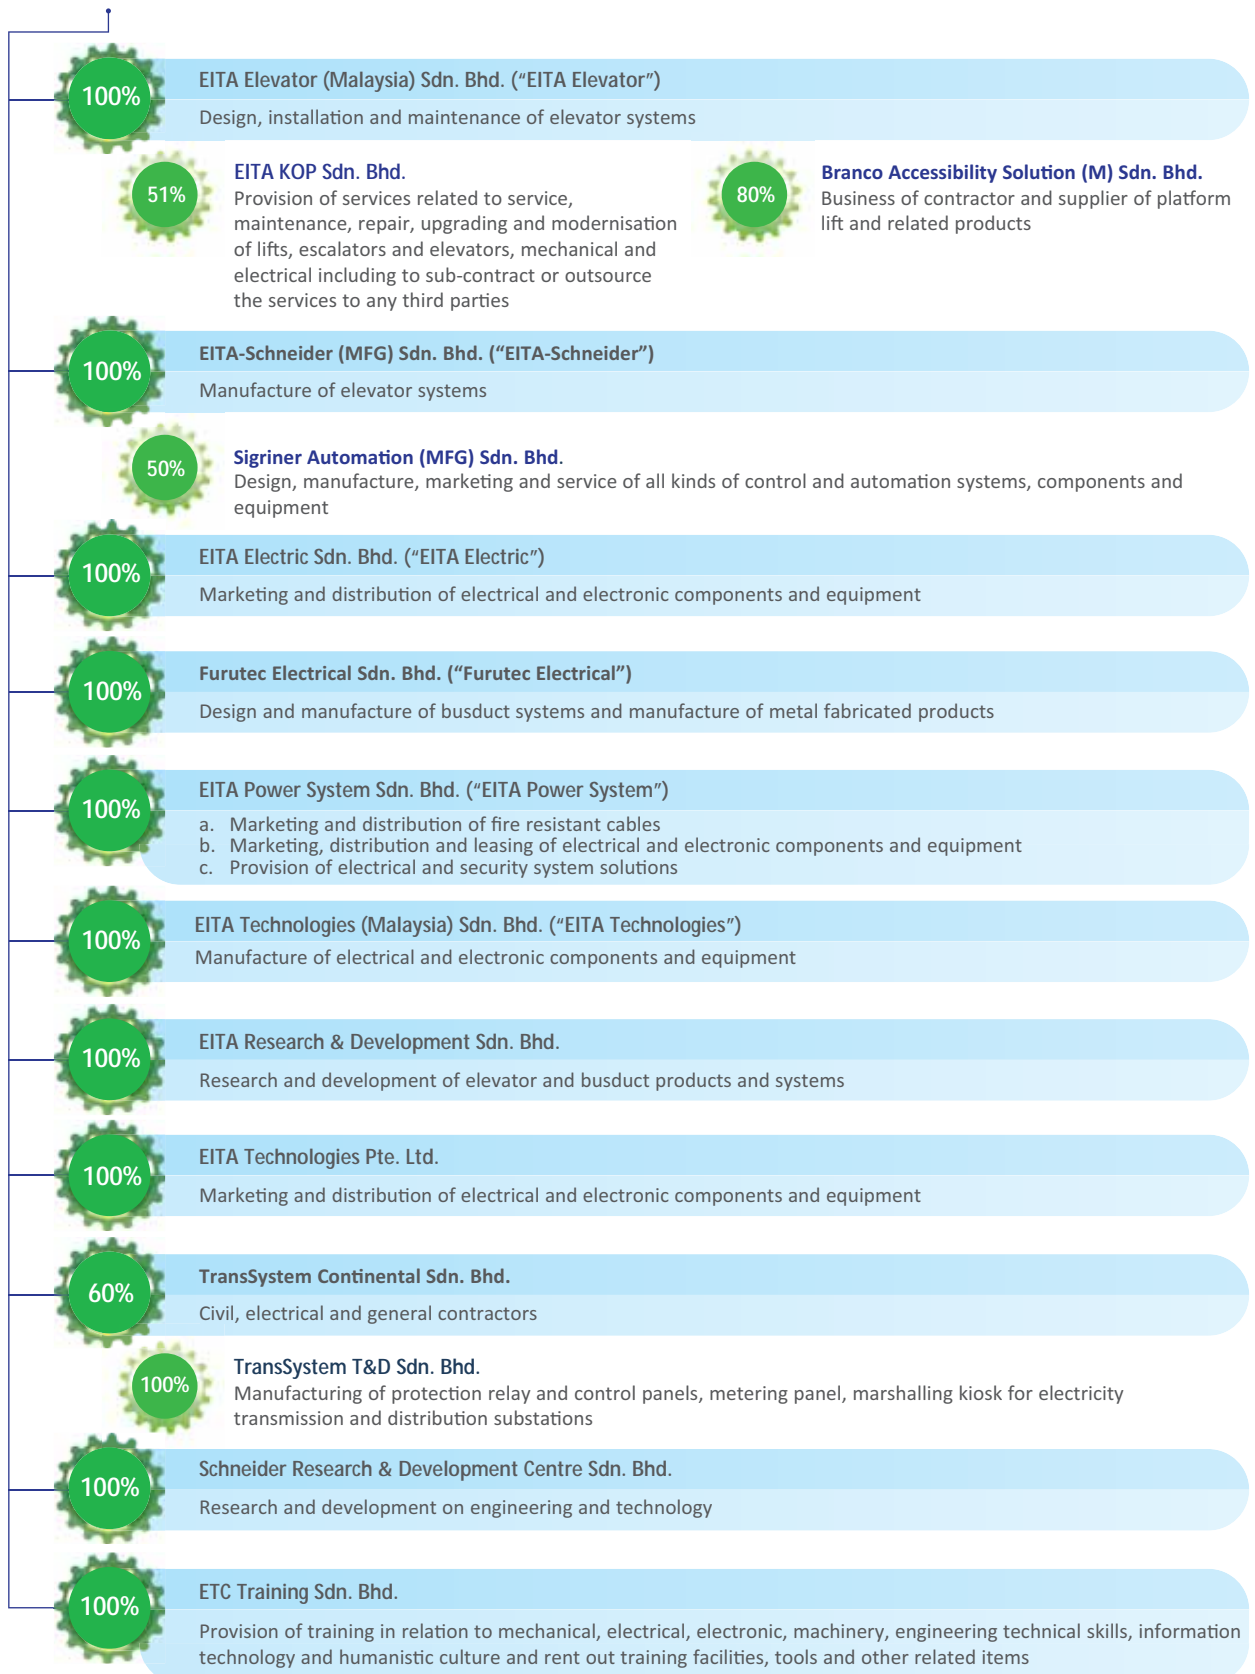 100%
EITA Elevator (Malaysia) Sdn. Bhd. ("EITA Elevator")
Design, installation and maintenance of elevator systems
51%
EITA KOP Sdn. Bhd.
Provision of services related to service,
maintenance, repair, upgrading and modernisation
of lifts, escalators and elevators, mechanical and
electrical including to sub-contract or outsource
the services to any third parties
80%
Branco Accessibility Solution (M) Sdn. Bhd.
Business of contractor and supplier of platform
lift and related products
100%
EITA-Schneider (MFG) Sdn. Bhd. (“EITA-Schneider”)
Manufacture of elevator systems
50%
Sigriner Automation (MFG) Sdn. Bhd.
Design, manufacture, marketing and service of all kinds of control and automation systems, components and
equipment
100%
EITA Electric Sdn. Bhd. ("EITA Electric")
Marketing and distribution of electrical and electronic components and equipment
100%
Furutec Electrical Sdn. Bhd. (“Furutec Electrical”)
Design and manufacture of busduct systems and manufacture of metal fabricated products
100%
EITA Power System Sdn. Bhd. ("EITA Power System")
a. Marketing and distribution of fire resistant cables
b. Marketing, distribution and leasing of electrical and electronic components and equipment
c. Provision of electrical and security system solutions
100%
EITA Technologies (Malaysia) Sdn. Bhd. ("EITA Technologies")
Manufacture of electrical and electronic components and equipment
100%
EITA Research & Development Sdn. Bhd.
Research and development of elevator and busduct products and systems
100%
EITA Technologies Pte. Ltd.
Marketing and distribution of electrical and electronic components and equipment
60%
TransSystem Continental Sdn. Bhd.
Civil, electrical and general contractors
100%
TransSystem T&D Sdn. Bhd.
Manufacturing of protection relay and control panels, metering panel, marshalling kiosk for electricity
transmission and distribution substations
100%
Schneider Research & Development Centre Sdn. Bhd.
Research and development on engineering and technology
100%
ETC Training Sdn. Bhd.
Provision of training in relation to mechanical, electrical, electronic, machinery, engineering technical skills, information
technology and humanistic culture and rent out training facilities, tools and other related items